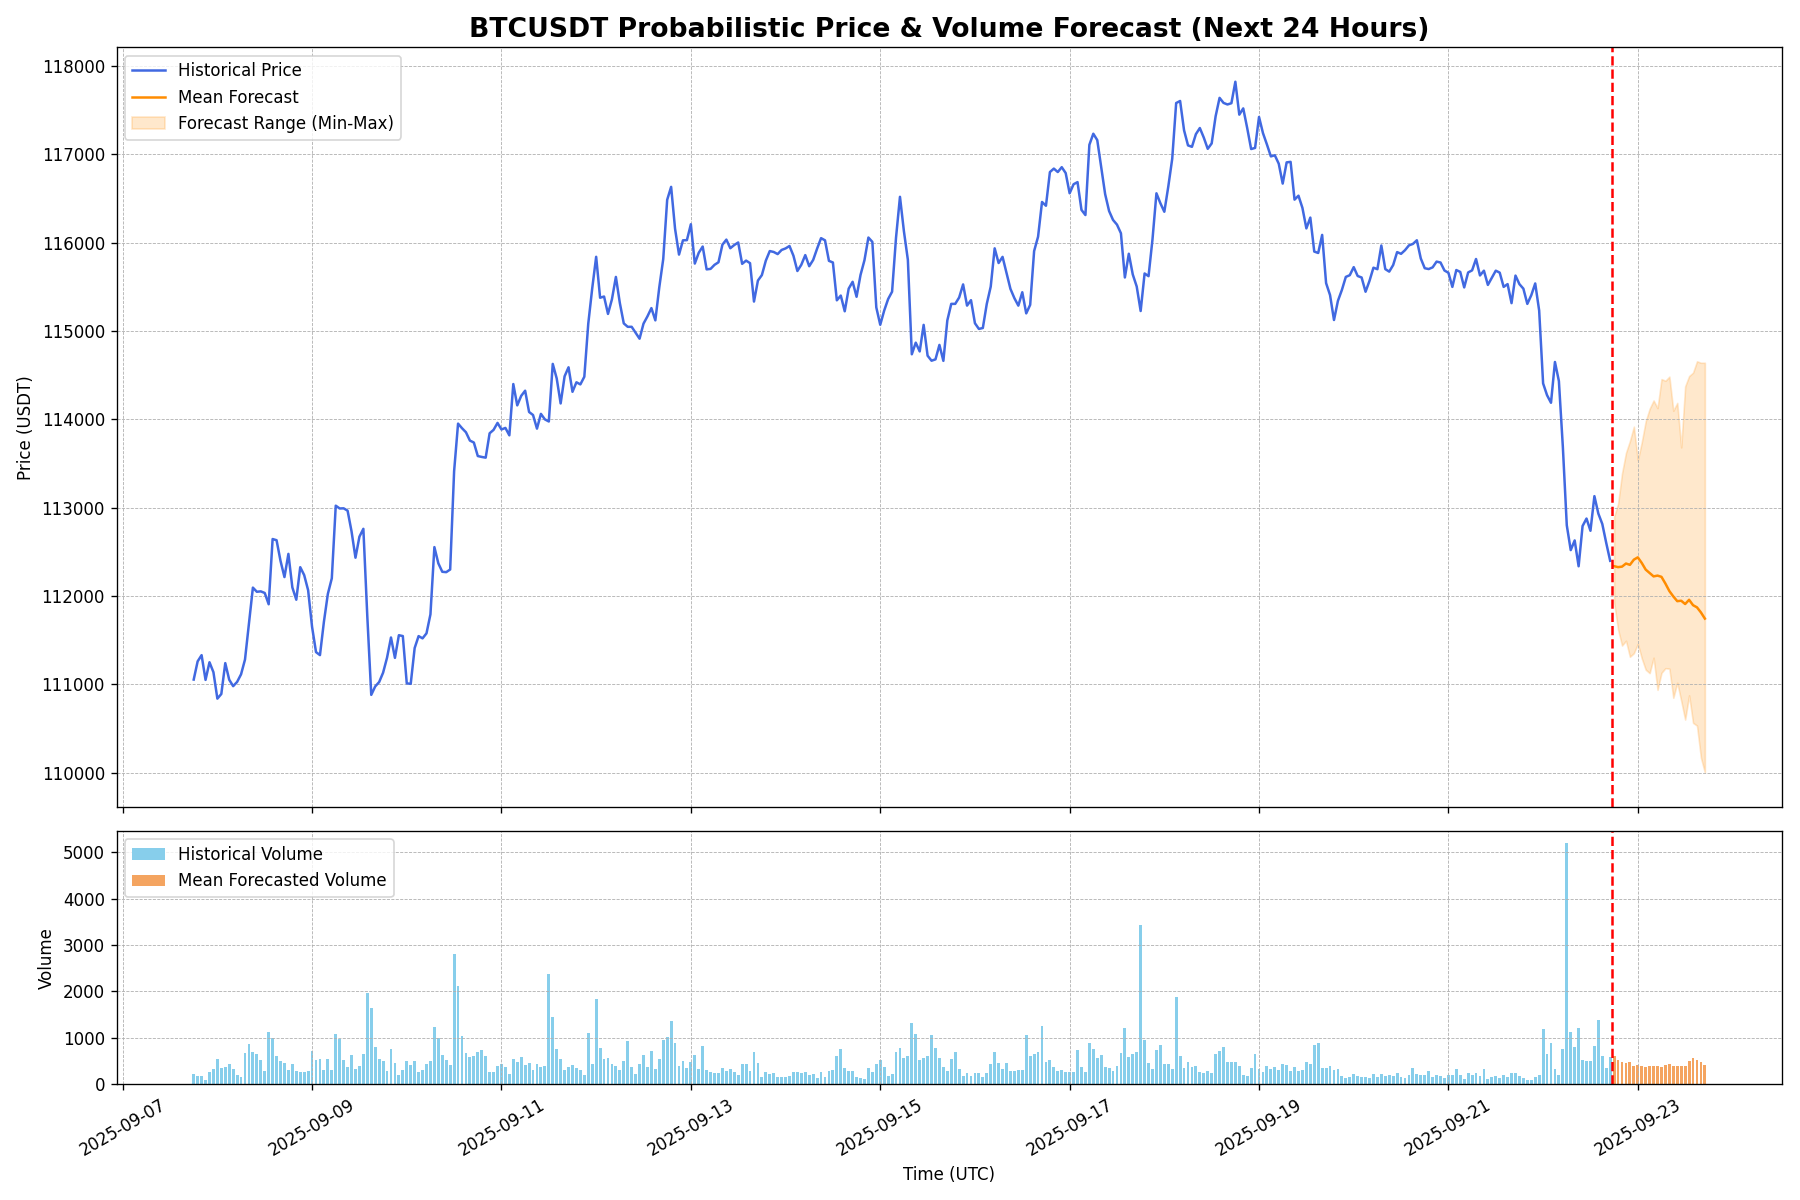 BTCUSDT Probabilistic Price & Volume Forecast (Next 24 Hours)
Historical Price
Mean Forecast
Forecast Range (Min-Max)
118000
117000
116000
115000
114000
113000
112000
111000
110000
Price (USDT)
Historical Volume
Mean Forecasted Volume
5000
4000
3000
2000
1000
0
Volume
2025-09-07
2025-09-09
2025-09-11
2025-09-13
2025-09-15
2025-09-17
2025-09-19
2025-09-21
2025-09-23
Time (UTC)